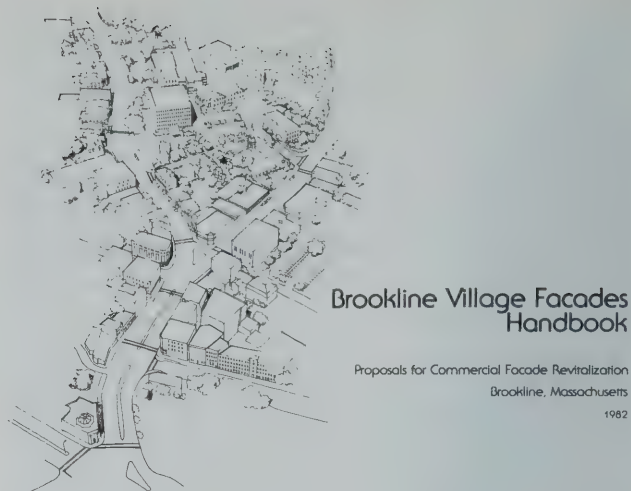 Brookline Village Facades
Handbook
Proposals for Commercial Facade Revitalization
Brookline, Massachusetts
1982